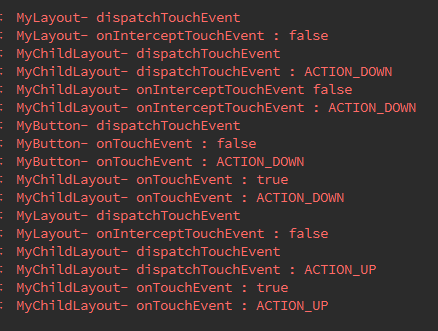 : MyLayout- dispatchTouchEvent
: MyLayout- onInterceptTouchEvent : false
: MyChildLayout- dispatchTouchEvent
: MyChildLayout- dispatchTouchEvent : ACTION_DOWN
: MyChildLayout- onInterceptTouchEvent false
: MyChildLayout- onInterceptTouchEvent : ACTION_DOWN
: MyButton- dispatchTouchEvent
: MyButton- onTouchEvent : false
: MyButton- onTouchEvent : ACTION_DOWN
: MyChildLayout- onTouchEvent : true
: MyChildLayout- onTouchEvent : ACTION_DOWN
: MyLayout- dispatchTouchEvent
: MyLayout- onInterceptTouchEvent : false
: MyChildLayout- dispatchTouchEvent
: MyChildLayout- dispatchTouchEvent : ACTION_UP
: MyChildLayout- onTouchEvent : true
: MyChildLayout- onTouchEvent : ACTION_UP